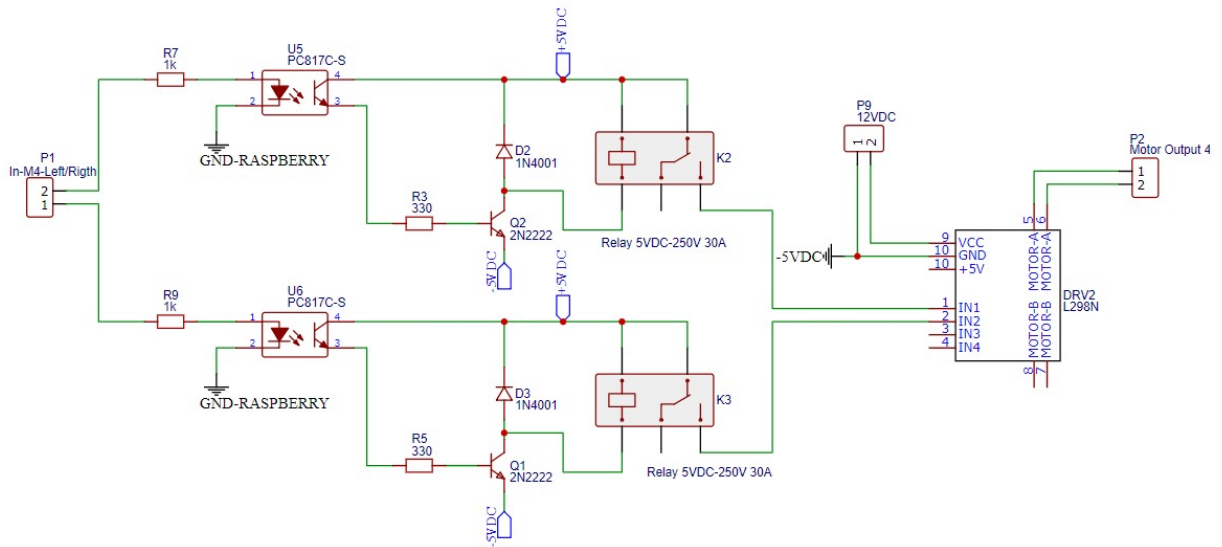 +5VDC
U5
PC817C-S
R7
1k
1
4
2
3
GND-RASPBERRY
P1
In-M4-Left/Rigth
2
1
D2
1N4001
K2
R3
330
Q2
2N2222
-5VDC
Relay 5VDC-250V 30A
+5VDC
P9
12VDC
1
2
P2
Motor Output 4
1
2
5
6
9
VCC
10
GND
10
+5V
-5VDC
MOTOR-A
MOTOR-A
DRV2
L298N
1
IN1
2
IN2
3
IN3
4
IN4
MOTOR-B
MOTOR-B
8
7
U6
PC817C-S
R9
1k
1
4
2
3
GND-RASPBERRY
D3
1N4001
K3
R5
330
Q1
2N2222
Relay 5VDC-250V 30A
-5VDC